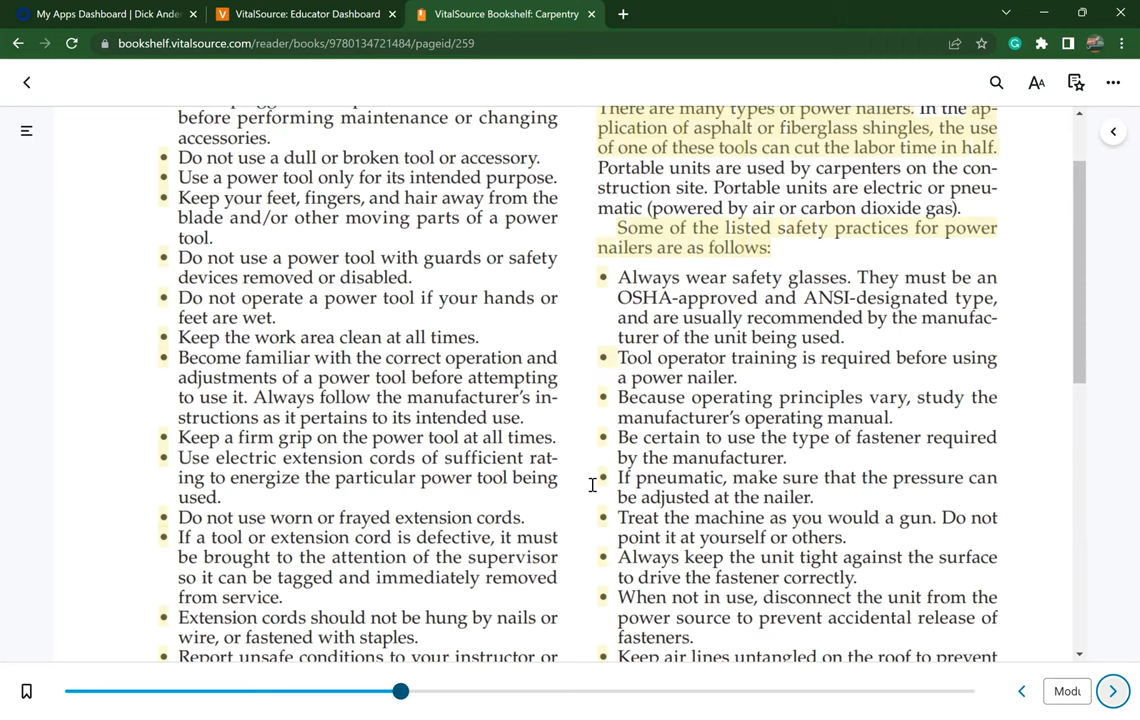 My Apps Dashboard | Dick Ander
VitalSource: Educator Dashboard
VitalSource Bookshelf: Carpentry
bookshelf.vitalsource.com/reader/books/9780134721484/pageid/259
AA
before performing maintenance or changing
accessories.
• Do not use a dull or broken tool or accessory.
• Use a power tool only for its intended purpose.
• Keep your feet, fingers, and hair away from the
blade and/or other moving parts of a power
tool.
• Do not use a power tool with guards or safety
devices removed or disabled.
• Do not operate a power tool if your hands or
feet are wet.
• Keep the work area clean at all times.
• Become familiar with the correct operation and
adjustments of a power tool before attempting
to use it. Always follow the manufacturer's in-
structions as it pertains to its intended use.
• Keep a firm grip on the power tool at all times.
• Use electric extension cords of sufficient rat-
ing to energize the particular power tool being
used.
• Do not use worn or frayed extension cords.
• If a tool or extension cord is defective, it must
be brought to the attention of the supervisor
so it can be tagged and immediately removed
from service.
• Extension cords should not be hung by nails or
wire, or fastened with staples.
• Report unsafe conditions to your instructor or
There are many types of power nailers. In the ap-
plication of asphalt or fiberglass shingles, the use
of one of these tools can cut the labor time in half.
Portable units are used by carpenters on the con-
struction site. Portable units are electric or pneu-
matic (powered by air or carbon dioxide gas).
Some of the listed safety practices for power
nailers are as follows:
• Always wear safety glasses. They must be an
OSHA-approved and ANSI-designated type,
and are usually recommended by the manufac-
turer of the unit being used.
• Tool operator training is required before using
a power nailer.
• Because operating principles vary, study the
manufacturer's operating manual.
• Be certain to use the type of fastener required
by the manufacturer.
• If pneumatic, make sure that the pressure can
be adjusted at the nailer.
• Treat the machine as you would a gun. Do not
point it at yourself or others.
• Always keep the unit tight against the surface
to drive the fastener correctly.
• When not in use, disconnect the unit from the
power source to prevent accidental release of
fasteners.
• Keep air lines untangled on the roof to prevent
Modu